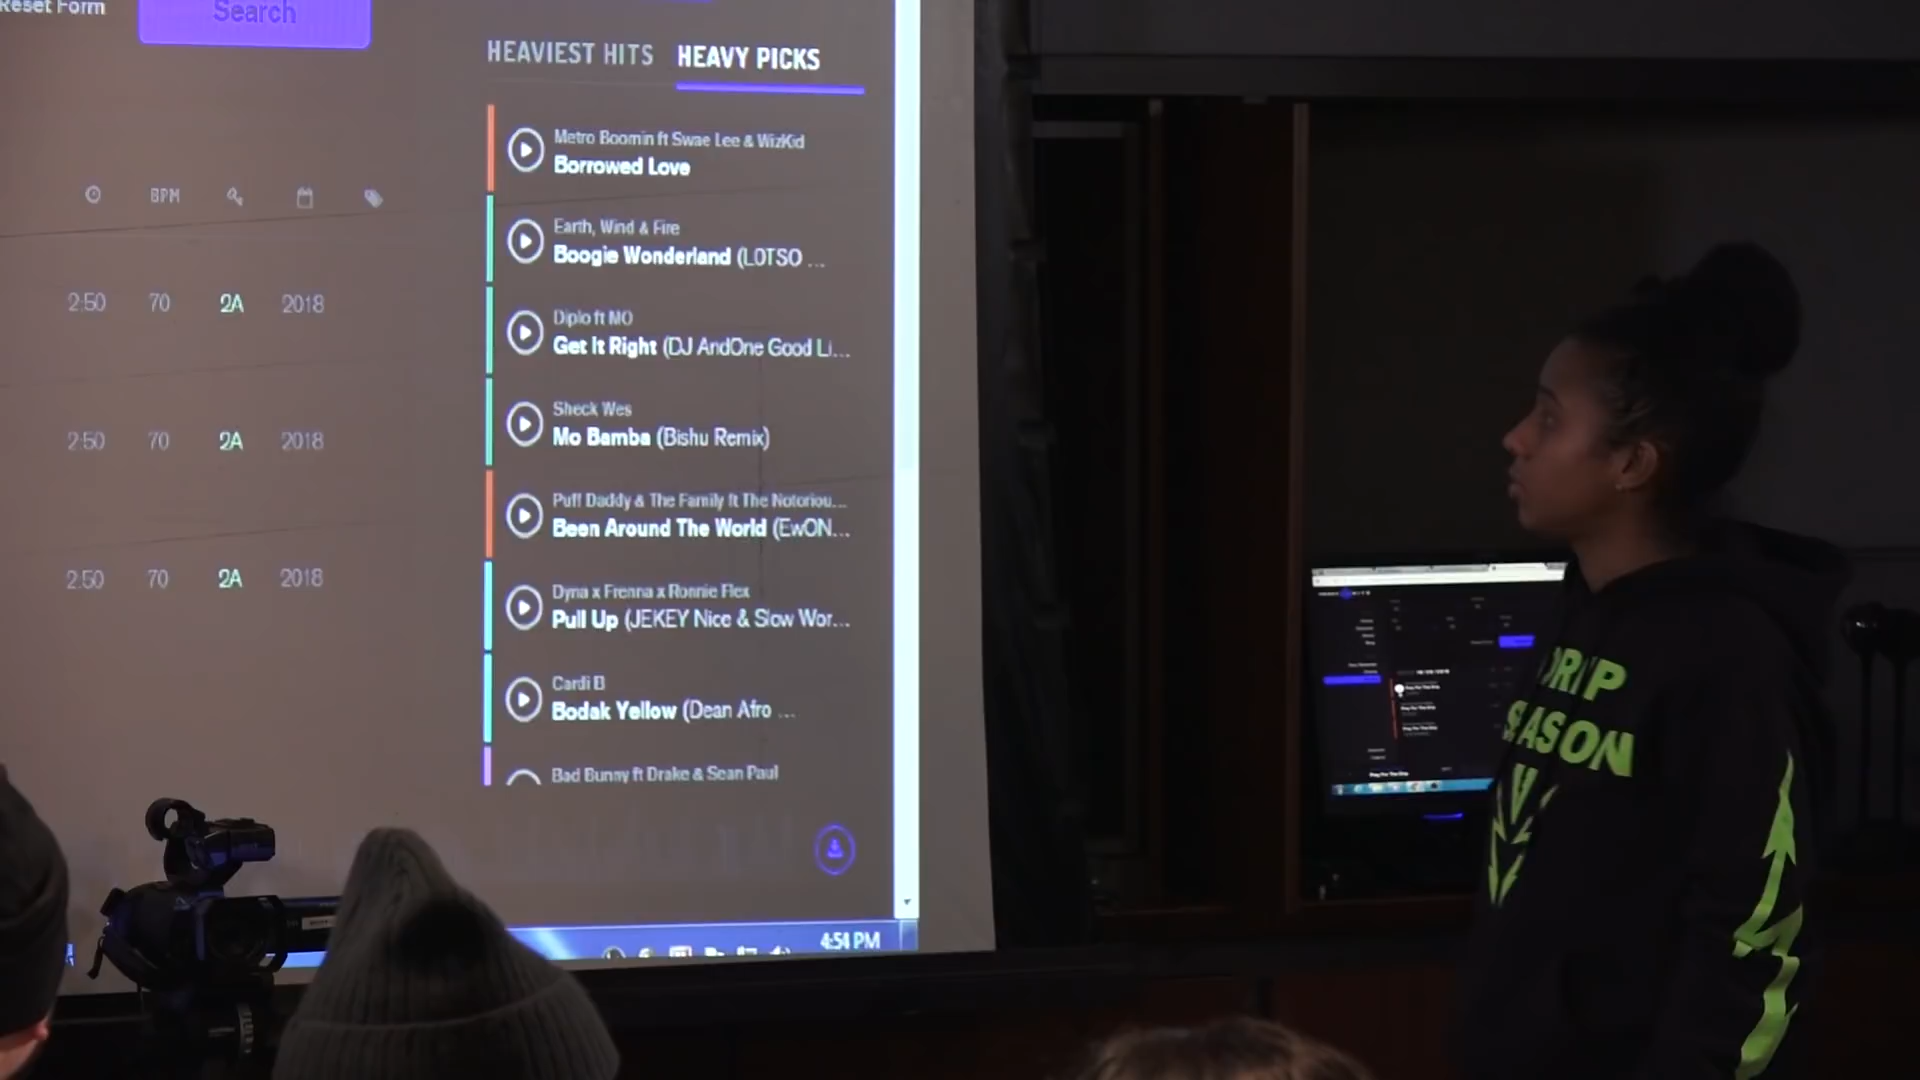 Reset Form
Search
HEAVIEST HITS
HEAVY PICKS
BPM
2:50 70 2A 2018
2:50 70 2A 2018
2:50 70 2A 2018
Metro Boomin ft Swae Lee & WizKid
Borrowed Love
Earth, Wind & Fire
Boogie Wonderland (LOTSO ...
Diplo ft MO
Get It Right (DJ AndOne Good Li...
Sheck Wes
Mo Bamba (Bishu Remix)
Puff Daddy & The Family ft The Notoriou...
Been Around The World (EwON...
Dyna x Frenna x Ronnie Flex
Pull Up (JEKEY Nice & Slow Wor...
Cardi B
Bodak Yellow (Dean Afro ...
Bad Bunny ft Drake & Sean Paul
4:54 PM
DRIP
SEASON